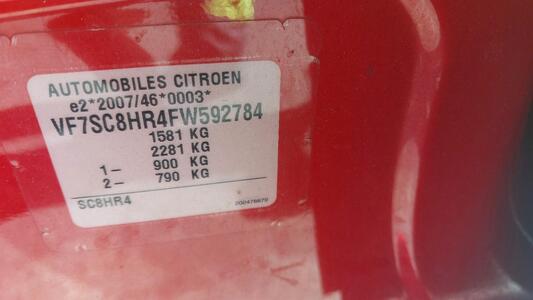 AUTOMOBILES CITROEN
e2*2007/46*0003*
VF7SC8HR4FW592784
1581 KG
2281 KG
1- 900 KG
2- 790 KG
SC8HR4